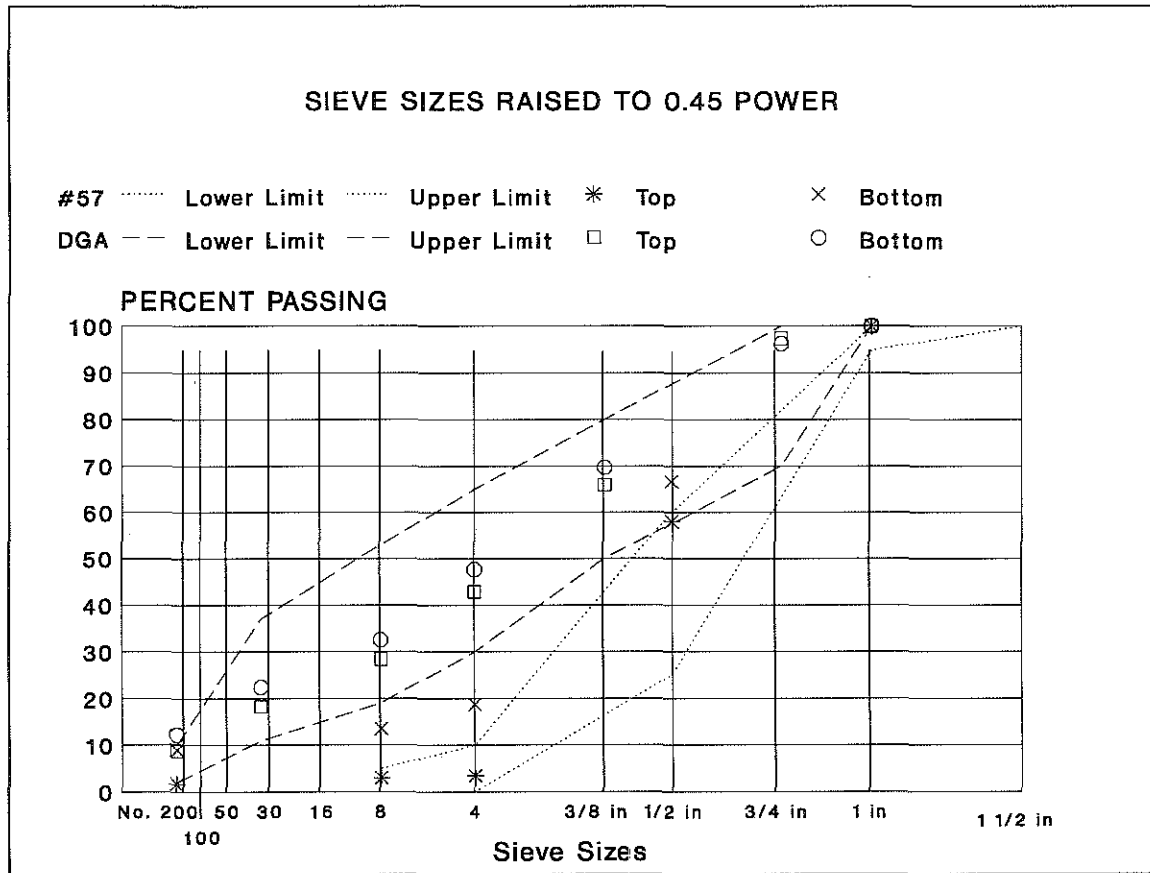 SIEVE SIZES RAISED TO 0.45 POWER
#57 Lower Limit Upper Limit Top Bottom
DGA Lower Limit Upper Limit Top Bottom
PERCENT PASSING
100
90
80
70
60
50
40
30
20
10
0
No. 200 50 30 16 8 4 3/8 in 1/2 in 3/4 in 1 in 1 1/2 in
100
Sieve Sizes